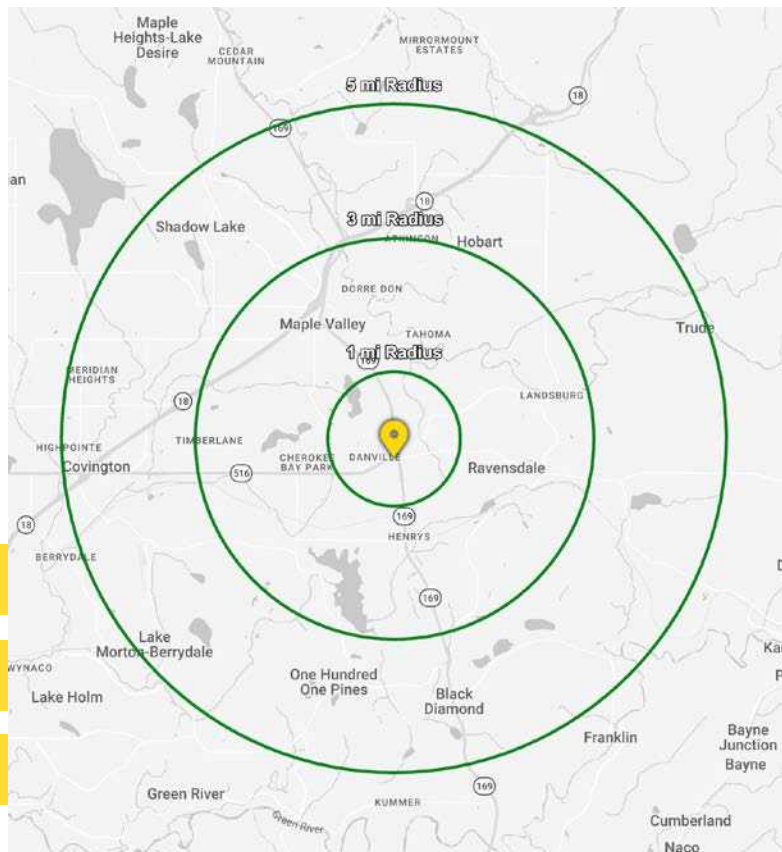 Maple
Heights-Lake
Desire
CEDAR
MOUNTAIN
MIRRORMOUNT
ESTATES
5 mi Radius
18
169
an
18
3 mi Radius
Shadow Lake
ATKINSON
Hobart
DORRE DON
Maple Valley
TAHOMA
Trude
1 mi Radius
169
MERIDIAN
HEIGHTS
18
LANDSBURG
HIGHPOINTE
TIMBERLANE
Covington
516
CHEROKEE
BAY PARK
DANVILLE
Ravensdale
18
169
HENRYS
BERRYDALE
169
Lake
Morton-Berrydale
WYNACO
Lake Holm
One Hundred
One Pines
Black
Diamond
Franklin
Ka
P
Bayne
Junction
Bayne
Green River
169
KUMMER
Green River
Cumberland
Naco